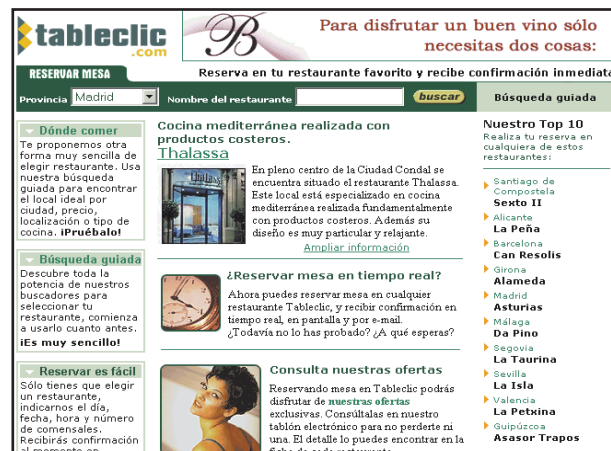 tableclic
.com
B
Para disfrutar un buen vino sólo
necesitas dos cosas:
RESERVAR MESA
Reserva en tu restaurante favorito y recibe confirmación inmediata
Provincia Madrid Nombre del restaurante buscar Búsqueda guiada
Dónde comer
Te proponemos otra
forma muy sencilla de
elegir restaurante. Usa
nuestra búsqueda
guiada para encontrar
el local ideal por
ciudad, precio,
localización o tipo de
cocina. ¡Pruébalo!
Búsqueda guiada
Descubre toda la
potencia de nuestros
buscadores para
seleccionar tu
restaurante, comienza
a usarlo cuanto antes.
¡Es muy sencillo!
Reservar es fácil
Sólo tienes que elegir
un restaurante,
indicarnos el día,
fecha, hora y número
de comensales.
Recibirás confirmación
al momento en
Cocina mediterránea realizada con
productos costeros.
Thalassa
Thalassa
En pleno centro de la Ciudad Condal se
encuentra situado el restaurante Thalassa.
Este local está especializado en cocina
mediterránea realizada fundamentalmente
con productos costeros. Además su
diseño es muy particular y relajante.
Ampliar información
¿Reservar mesa en tiempo real?
Ahora puedes reservar mesa en cualquier
restaurante Tableclic, y recibir confirmación en
tiempo real, en pantalla y por e-mail.
¿Todavía no lo has probado? ¿A qué esperas?
Consulta nuestras ofertas
Reservando mesa en Tableclic podrás
disfrutar de nuestras ofertas
exclusivas. Consúltalas en nuestro
tablón electrónico para no perderte ni
una. El detalle lo puedes encontrar en la
ficha de cada restaurante
Nuestro Top 10
Realiza tu reserva en
cualquiera de estos
restaurantes:
Santiago de
Compostela
Sexto II
Alicante
La Peña
Barcelona
Can Resolis
Girona
Alameda
Madrid
Asturias
Málaga
Da Pino
Segovia
La Taurina
Sevilla
La Isla
Valencia
La Petxina
Guipúzcoa
Asasor Trapos